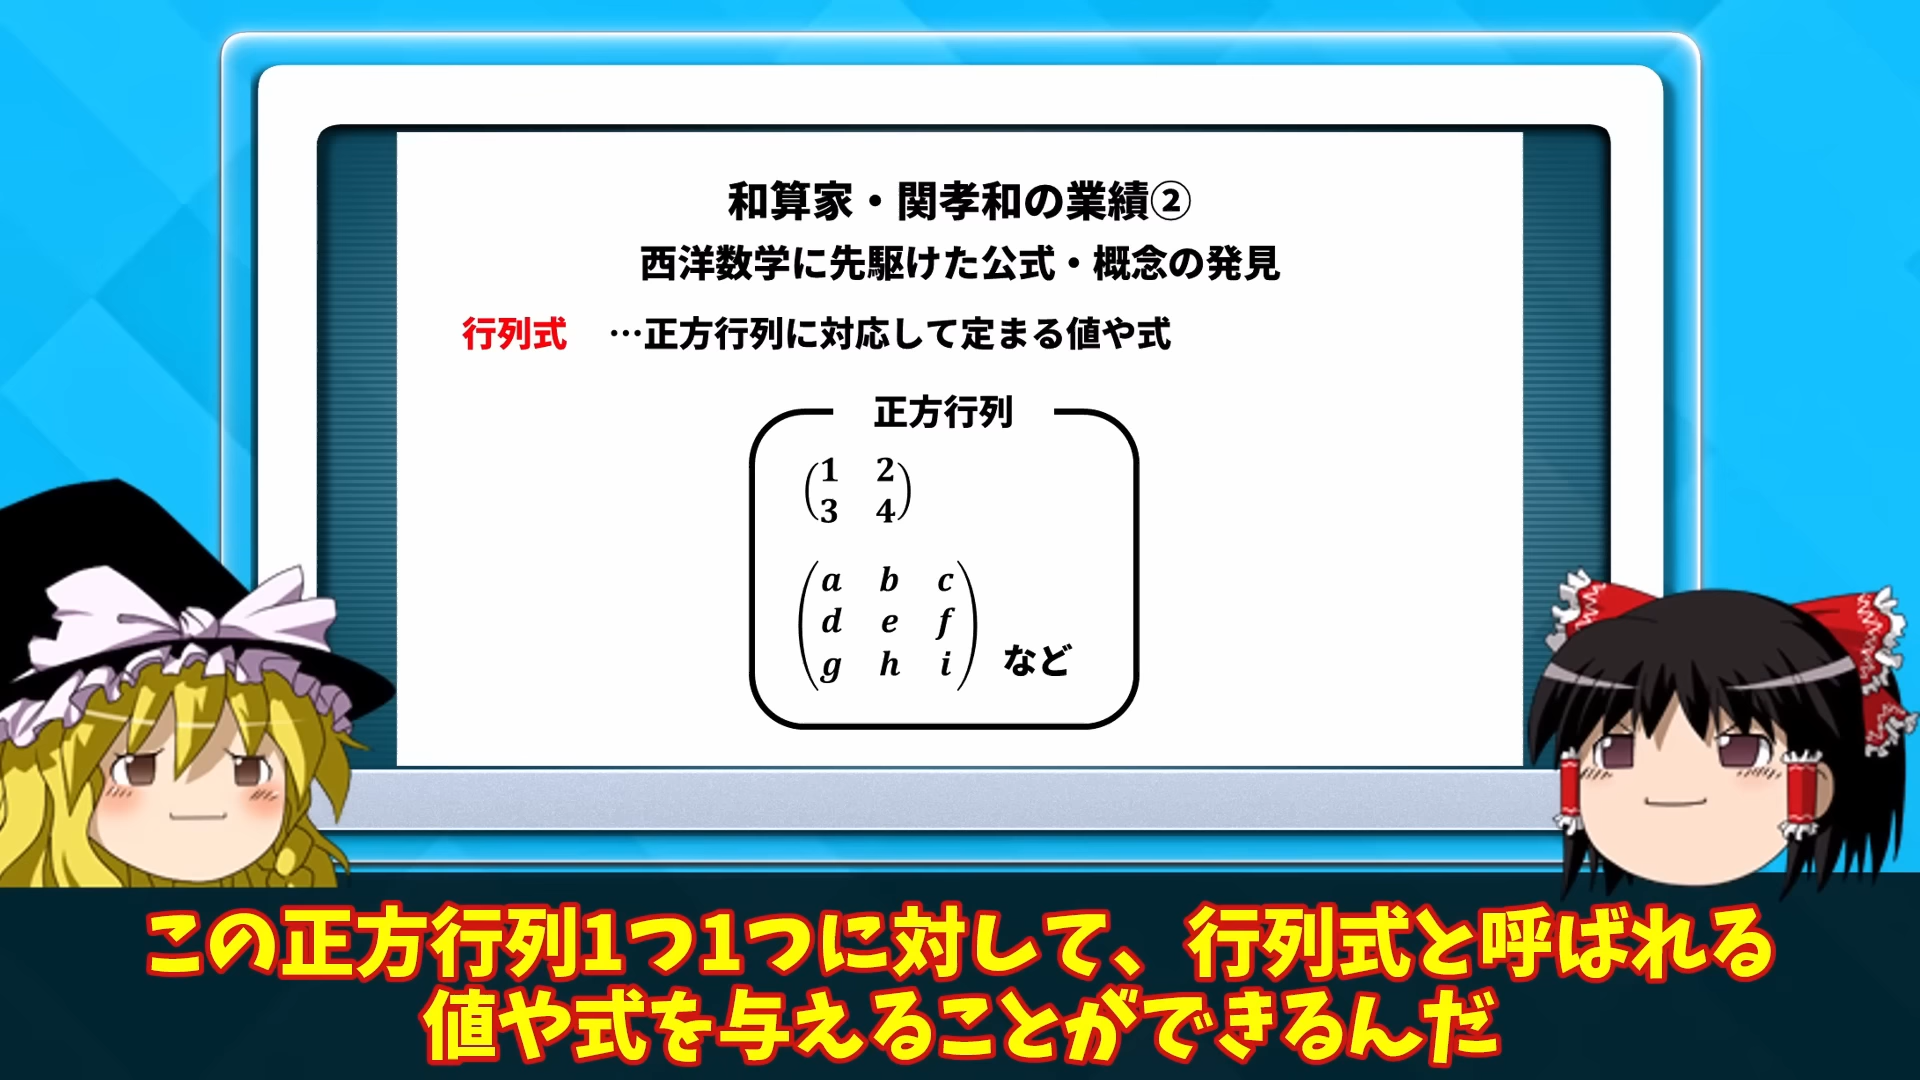 和算家・関孝和の業績②
西洋数学に先駆けた公式・概念の発見
行列式 …正方行列に対応して定まる値や式
正方行列
1 2
3 4
a b c
d e f
g h i など
この正方行列1つ1つに対して、行列式と呼ばれる
値や式を与えることができるんだ